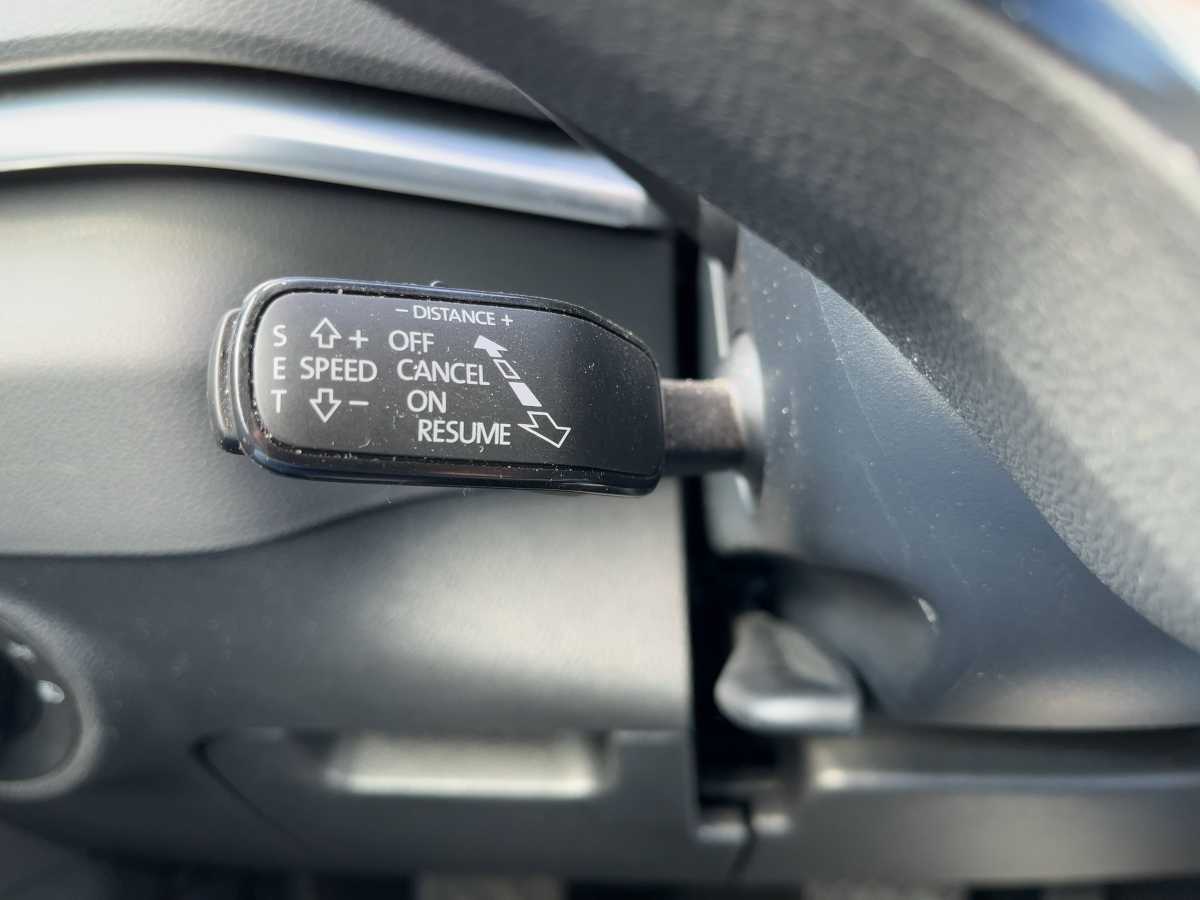 − DISTANCE +
S + OFF
E SPEED CANCEL
T − ON
RESUME